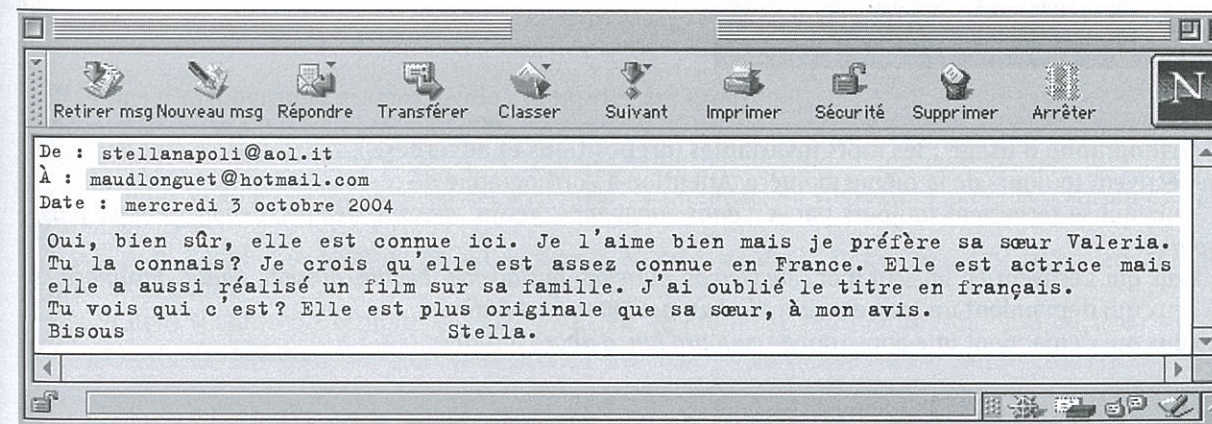 Retirer msg Nouveau msg Répondre Transférer Classer Suivant Imprimer Sécurité Supprimer Arrêter N
De : stellanapoli@aol.it
À : maudlonguet@hotmail.com
Date : mercredi 3 octobre 2004
Oui, bien sûr, elle est connue ici. Je l'aime bien mais je préfère sa sœur Valeria.
Tu la connais? Je crois qu'elle est assez connue en France. Elle est actrice mais
elle a aussi réalisé un film sur sa famille. J'ai oublié le titre en français.
Tu vois qui c'est? Elle est plus originale que sa sœur, à mon avis.
Bisous Stella.